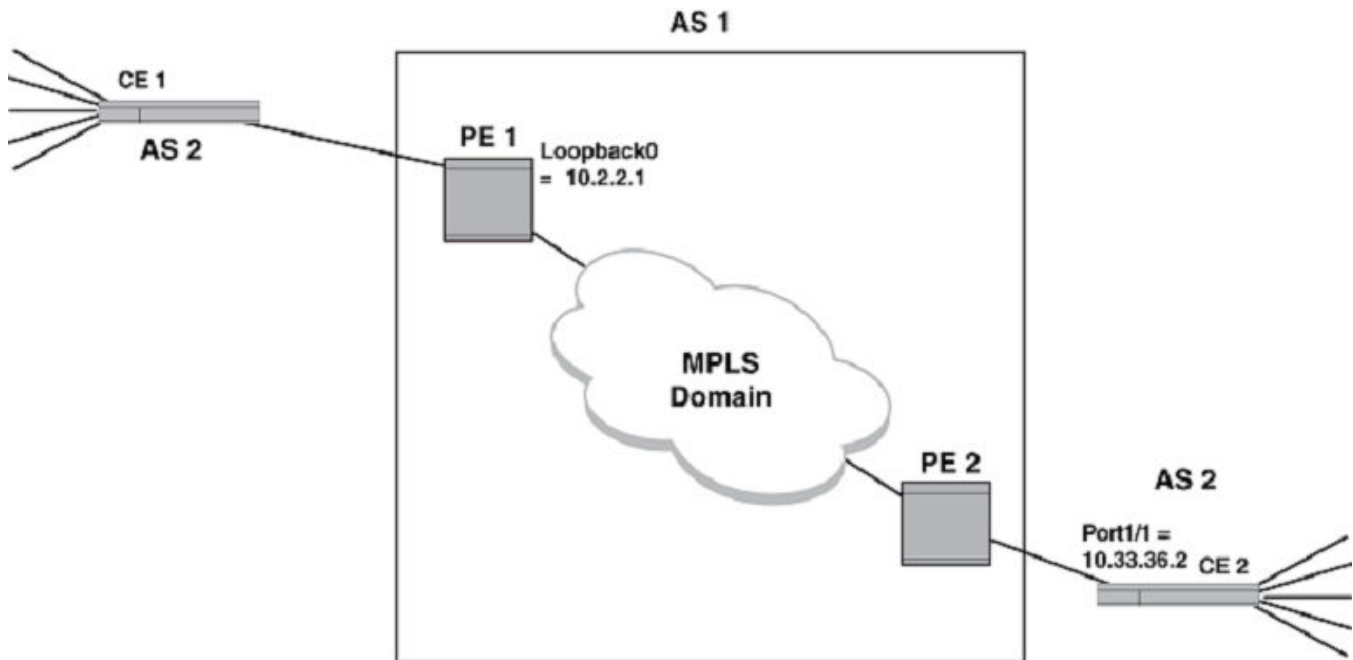 AS 1
CE 1
AS 2
PE 1
Loopback0
= 10.2.2.1
MPLS
Domain
PE 2
AS 2
Port1/1 =
10.33.36.2
CE 2